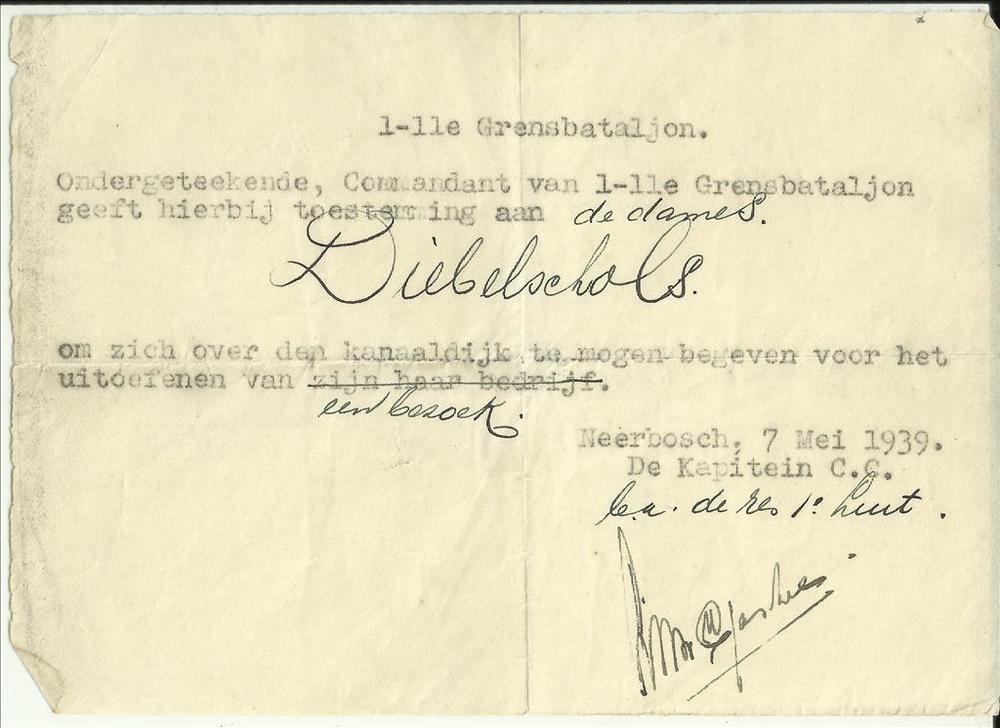 1-11e Grensbataljon.
Ondergeteekende, Commandant van 1-11e Grensbataljon
geeft hierbij toestemming aan de dames.
Diebelschols.
om zich over den kanaaldijk te mogen begeven voor het
uitoefenen van zijn haar bedrijf.
een bezoek.
Neerbosch, 7 Mei 1939.
De Kapitein C.C.
b.a. de res 1e luit.